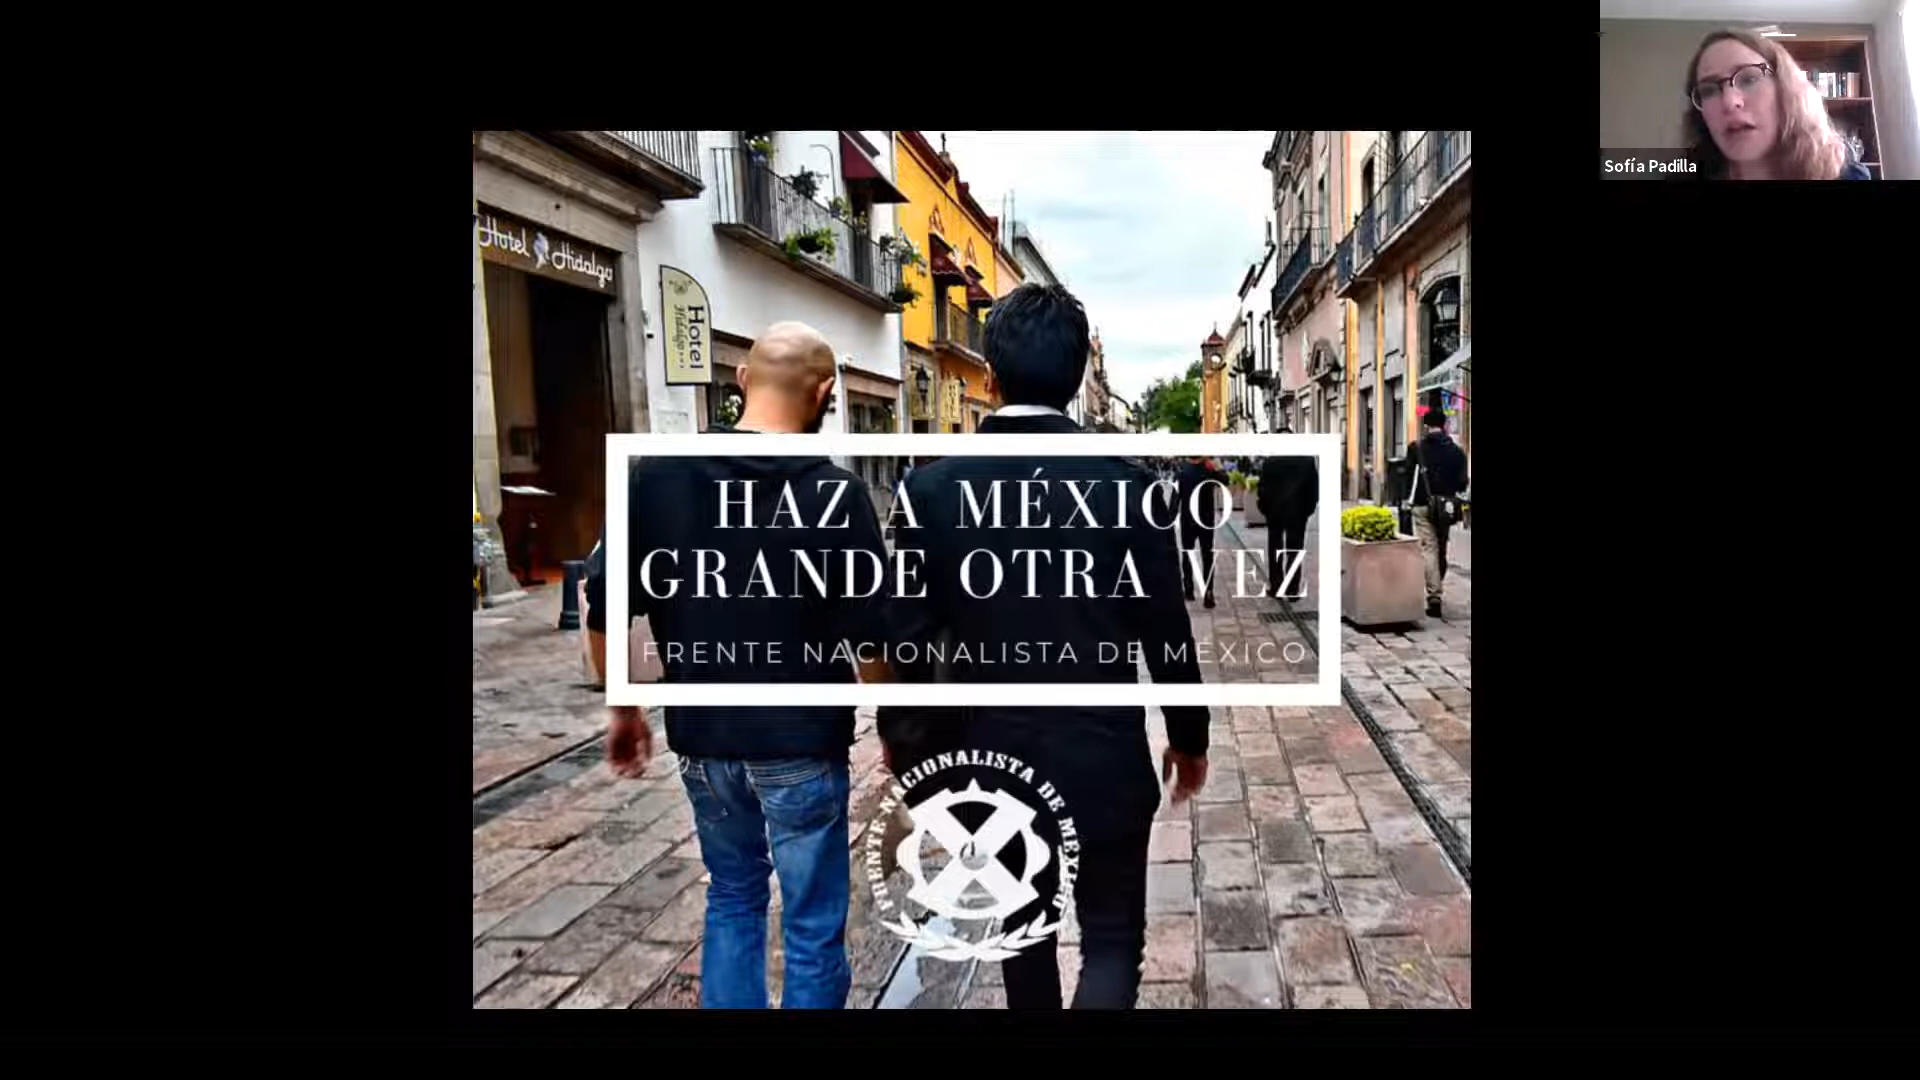 Sofía Padilla
Hotel Hidalgo
Hotel
Hidalgo
HAZ A MÉXICO
GRANDE OTRA VEZ
FRENTE NACIONALISTA DE MÉXICO
FRENTE NACIONALISTA DE MÉXICO